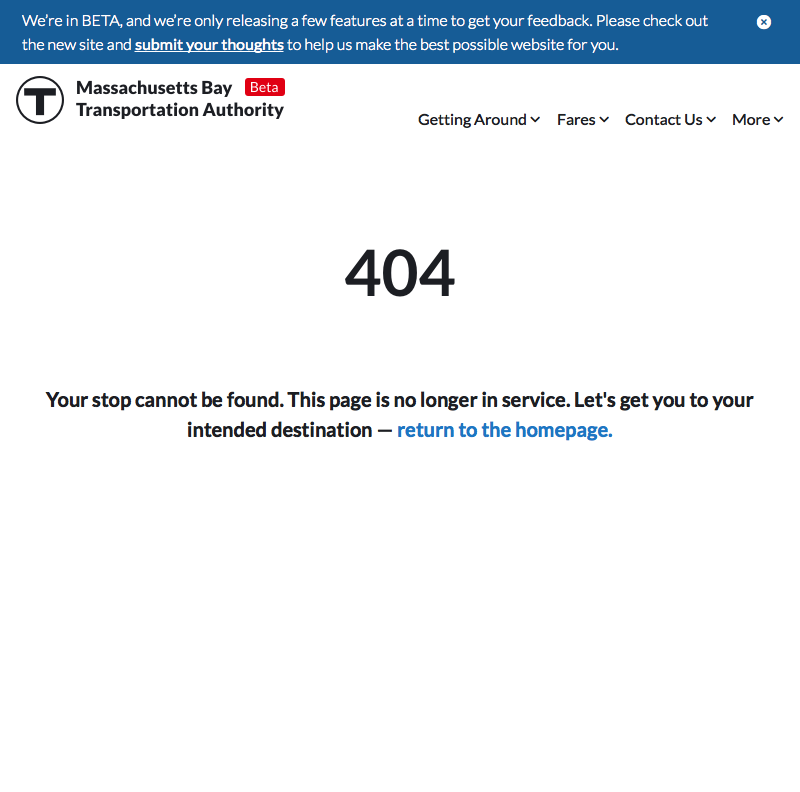 We're in BETA, and we're only releasing a few features at a time to get your feedback. Please check out
the new site and submit your thoughts to help us make the best possible website for you.
T
Massachusetts Bay Beta
Transportation Authority
Getting Around Fares Contact Us More
404
Your stop cannot be found. This page is no longer in service. Let's get you to your
intended destination — return to the homepage.